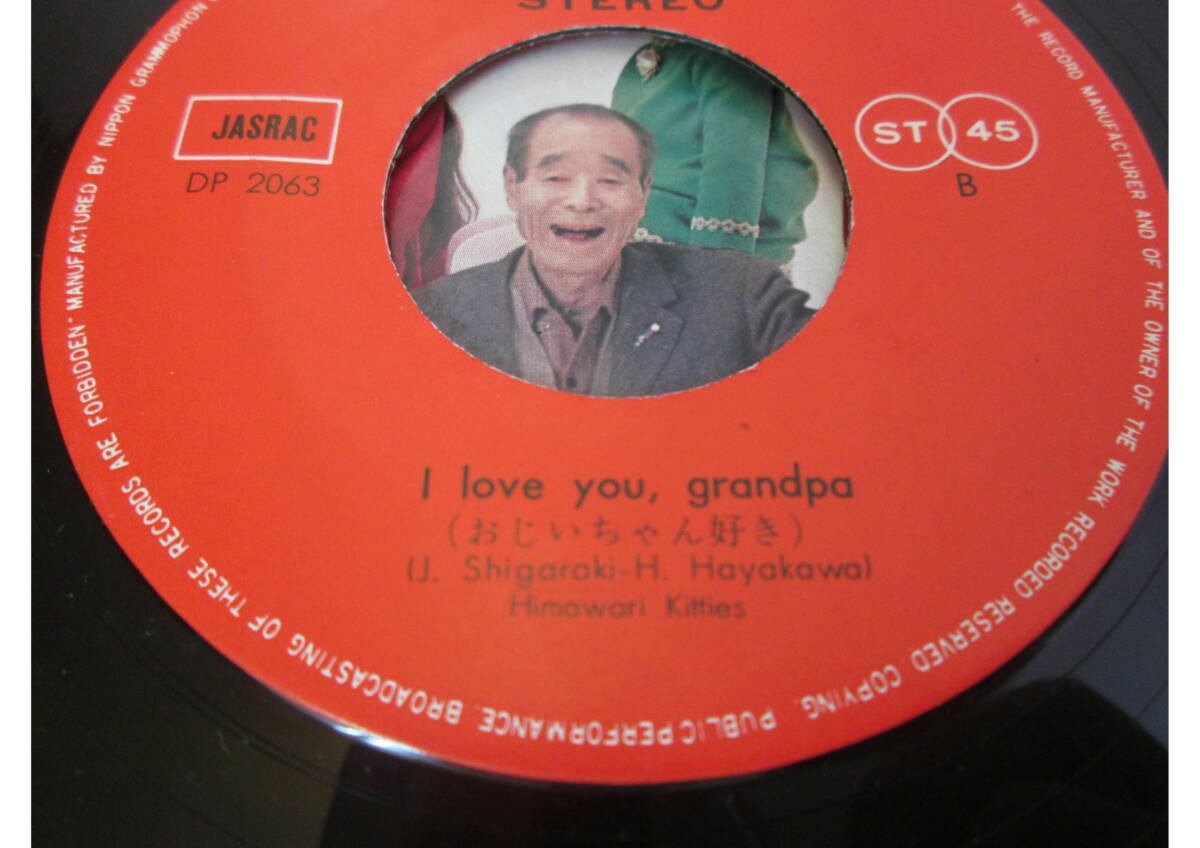 STEREO
JASRAC
DP 2063
ST 45
B
I love you, grandpa
(おじいちゃん好き)
(J. Shigaraki-H. Hayakawa)
Himawari Kitties
THE RECORD MANUFACTURER AND OF THE OWNER OF THE WORK RECORDED RESERVED. COPYING, PUBLIC PERFORMANCE, BROADCASTING OF THESE RECORDS ARE FORBIDDEN· MANUFACTURED BY NIPPON GRAMMOPHON